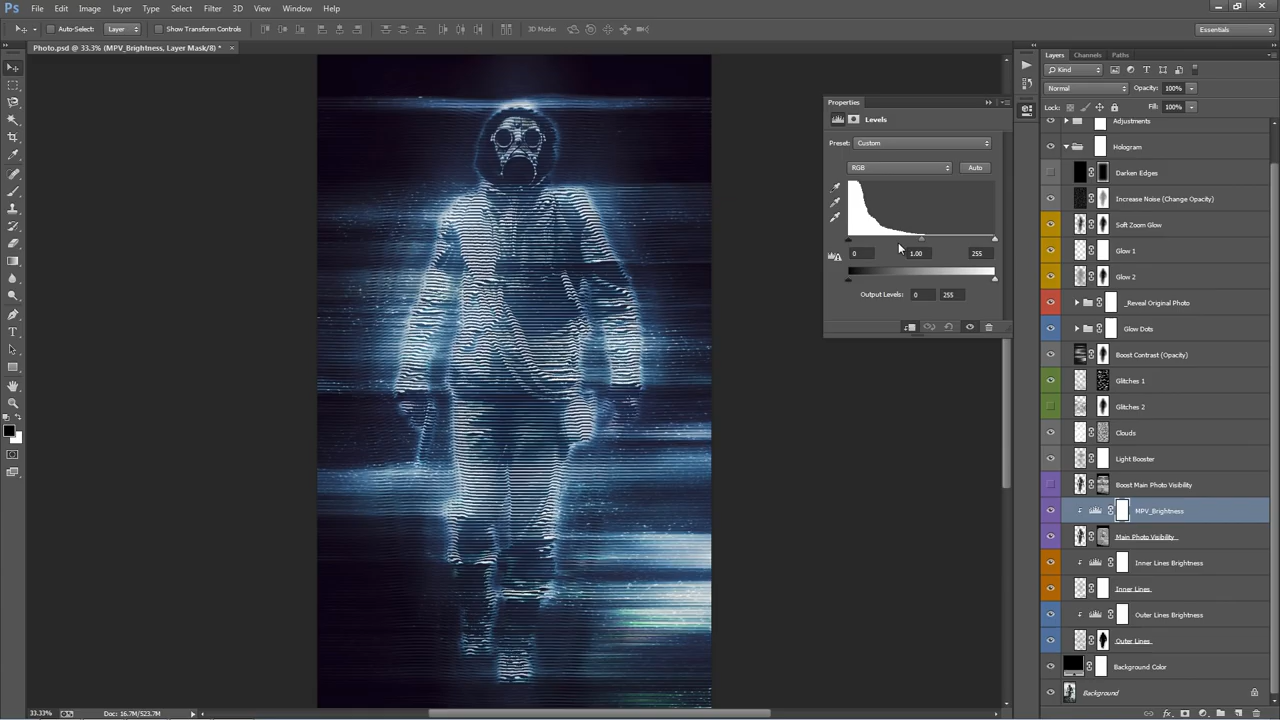 Ps File Edit Image Layer Type Select Filter 3D View Window Help
Auto-Select: Layer Show Transform Controls 3D Mode: Essentials
Photo.psd @ 33.3% (MPV_Brightness, Layer Mask/8) * ×
Properties
Levels
Preset: Custom
RGB Auto
0 1.00 255
Output Levels: 0 255
Layers Channels Paths
Kind
Normal Opacity: 100%
Lock: Fill: 100%
Adjustments
Hologram
Darken Edges
Increase Noise (Change Opacity)
Soft Zoom Glow
Glow 1
Glow 2
_Reveal Original Photo
Glow Dots
Boost Contrast (Opacity)
Glitches 1
Glitches 2
Clouds
Light Booster
Boost Main Photo Visibility
MPV_Brightness
Main Photo Visibility
Inner Lines Brightness
Inner Lines
Outer Lines Brightness
Outer Lines
Background Color
Background
33.33% Doc: 16.7M/523.7M
fx